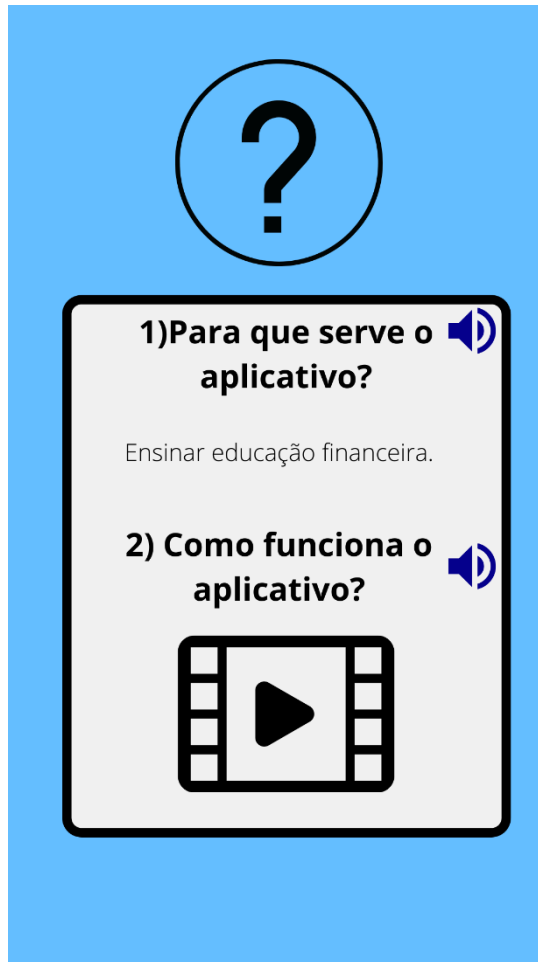 ?
1)Para que serve o
aplicativo?
Ensinar educação financeira.
2) Como funciona o
aplicativo?